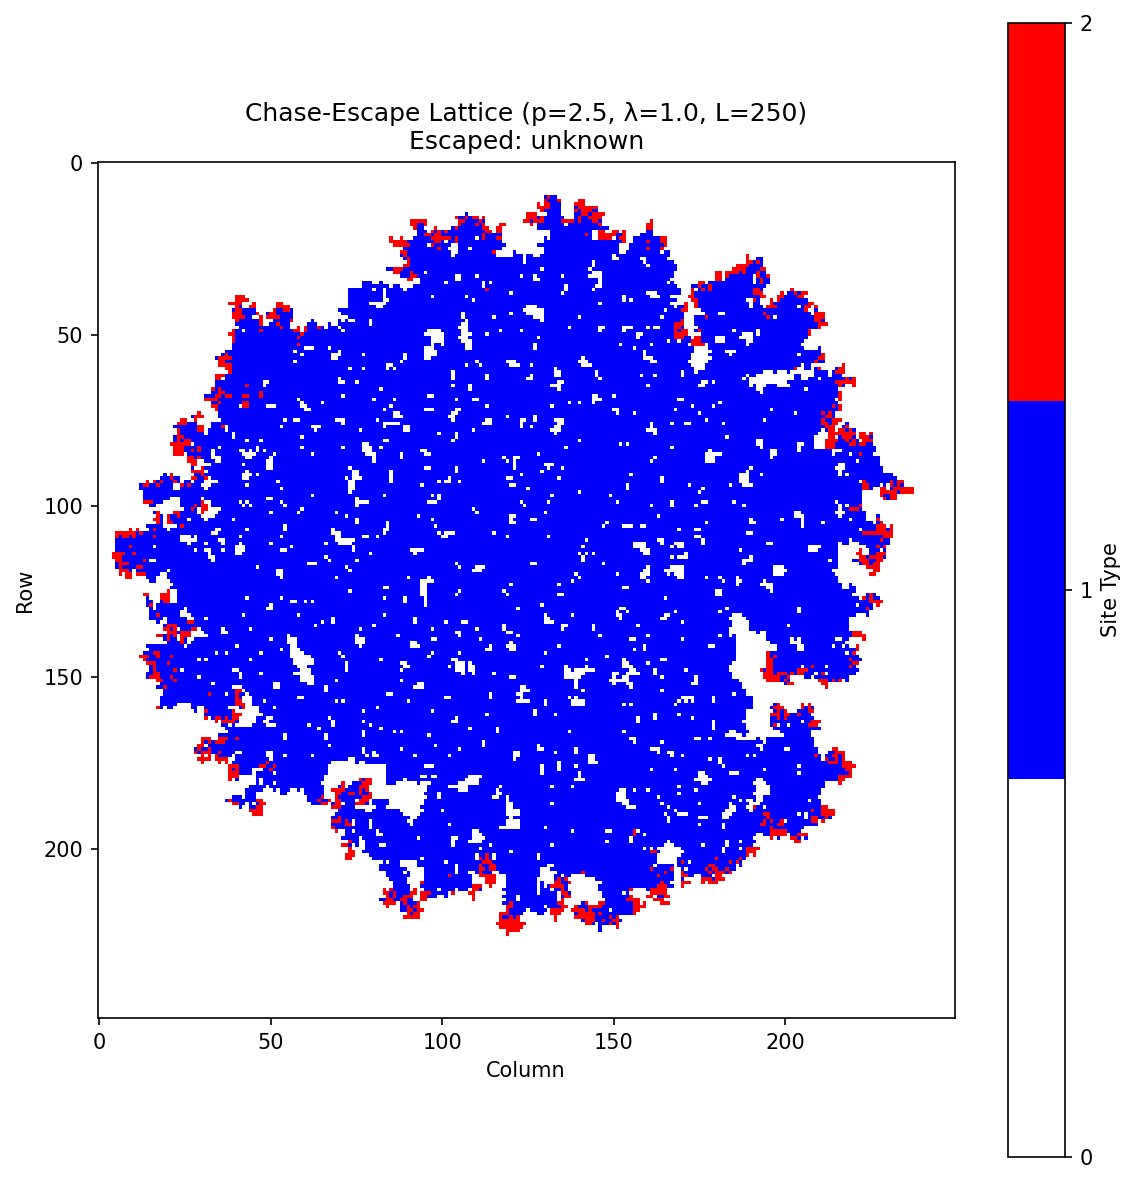 Chase-Escape Lattice (p=2.5, λ=1.0, L=250)
Escaped: unknown
0
50
100
150
200
Row
0
50
100
150
200
Column
2
1
0
Site Type